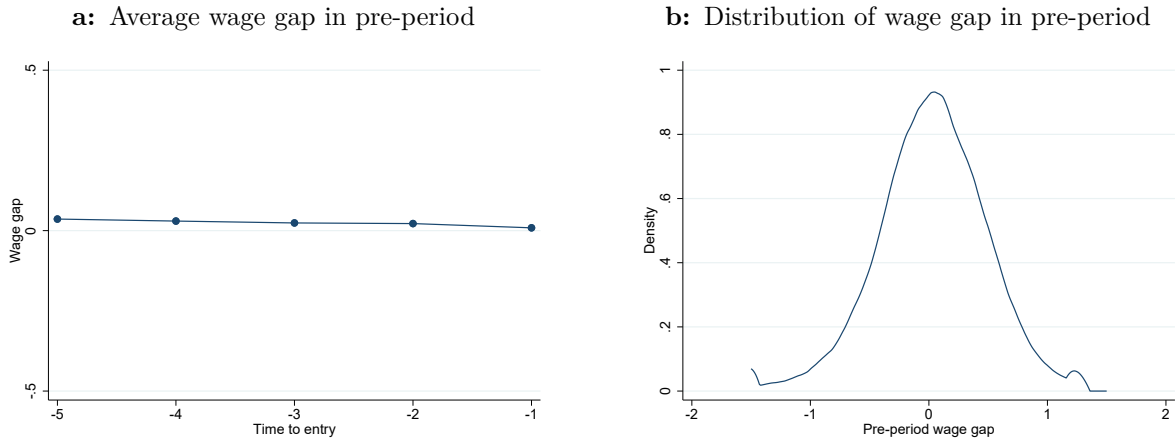 a: Average wage gap in pre-period
.5
0
-.5
Wage gap
-5 -4 -3 -2 -1
Time to entry
b: Distribution of wage gap in pre-period
1
.8
.6
.4
.2
0
Density
-2 -1 0 1 2
Pre-period wage gap